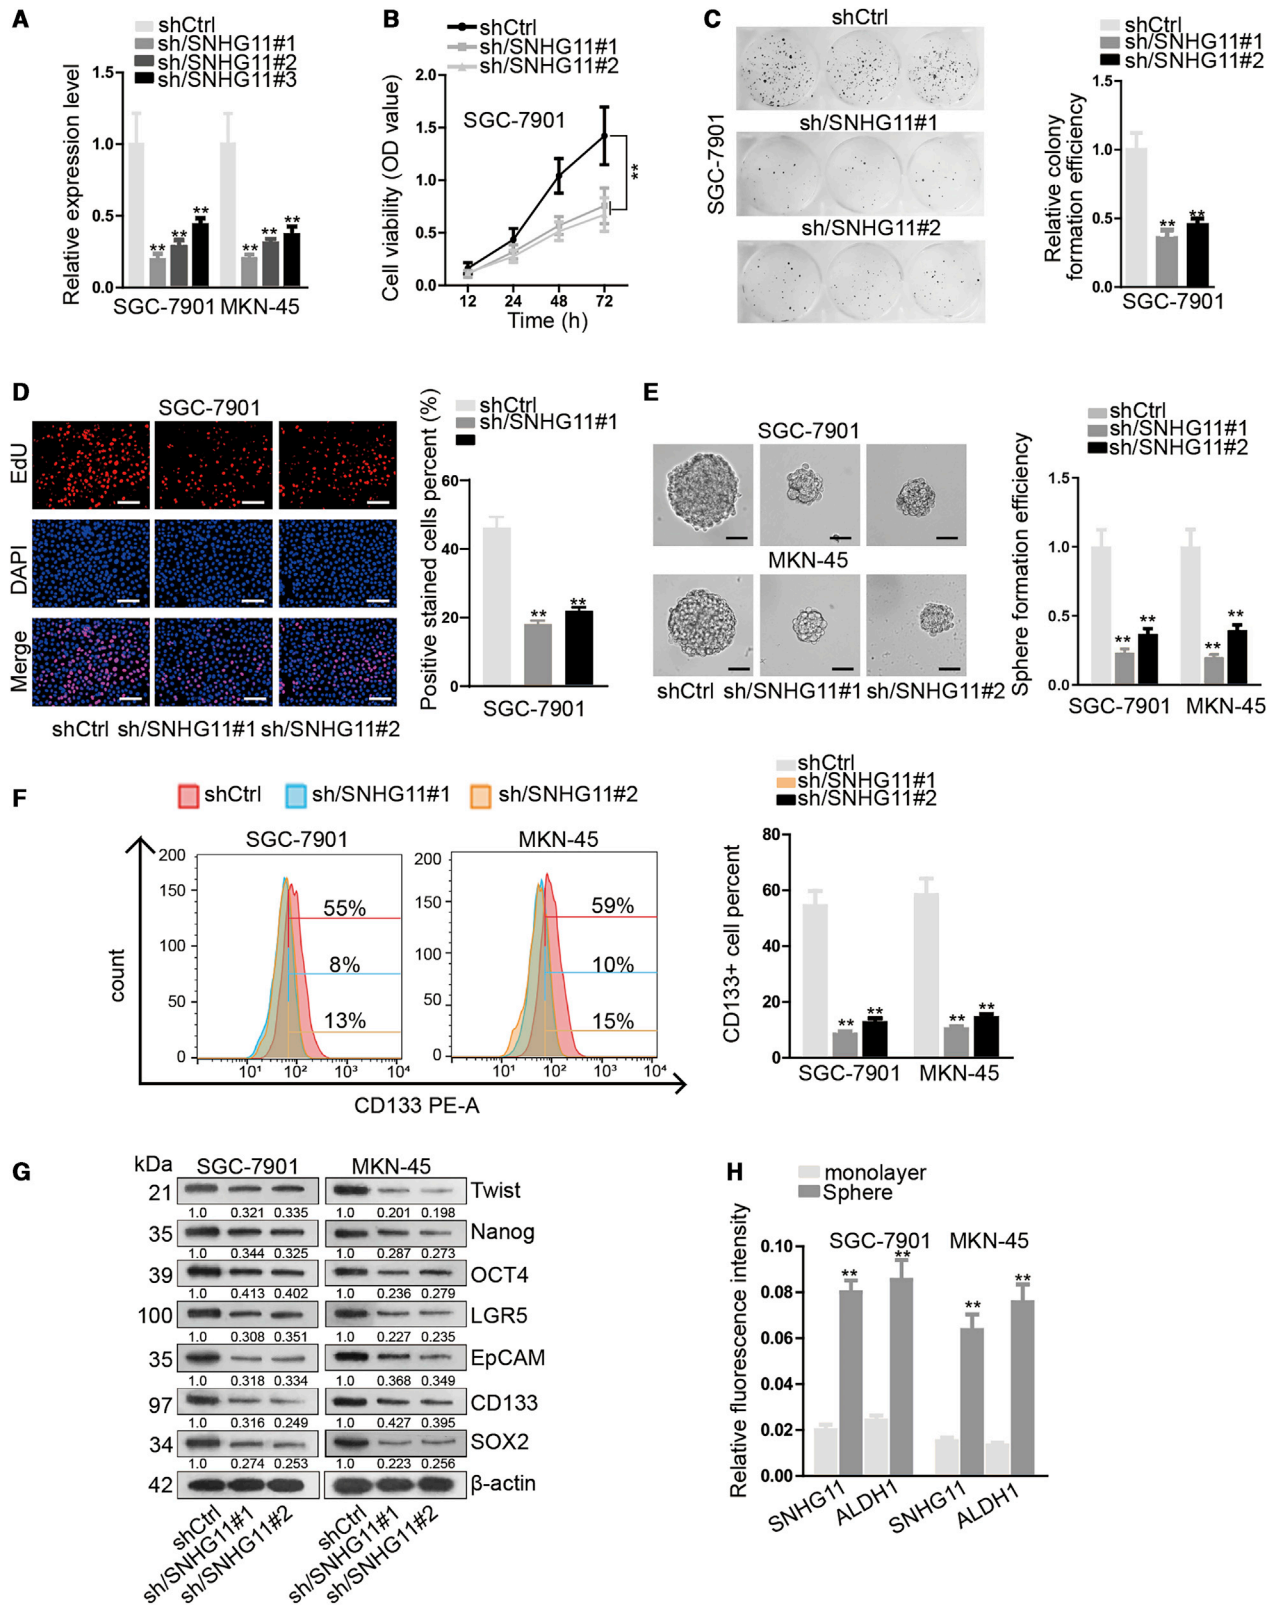 A
shCtrl
sh/SNHG11#1
sh/SNHG11#2
sh/SNHG11#3
Relative expression level
1.5
1.0
0.5
0.0
** ** **
** ** **
SGC-7901 MKN-45
B
shCtrl
sh/SNHG11#1
sh/SNHG11#2
Cell viability (OD value)
2.0
1.5
1.0
0.5
0.0
SGC-7901
**
12 24 48 72
Time (h)
C
shCtrl
sh/SNHG11#1
sh/SNHG11#2
SGC-7901
shCtrl
sh/SNHG11#1
sh/SNHG11#2
Relative colony
formation efficiency
1.5
1.0
0.5
0.0
** **
SGC-7901
D
SGC-7901
EdU
DAPI
Merge
shCtrl sh/SNHG11#1 sh/SNHG11#2
shCtrl
sh/SNHG11#1
Positive stained cells percent (%)
60
40
20
0
** **
SGC-7901
E
SGC-7901
MKN-45
shCtrl sh/SNHG11#1 sh/SNHG11#2
shCtrl
sh/SNHG11#1
sh/SNHG11#2
Sphere formation efficiency
1.5
1.0
0.5
0.0
** **
** **
SGC-7901 MKN-45
F
shCtrl sh/SNHG11#1 sh/SNHG11#2
count
SGC-7901
200
150
100
50
0
55%
8%
13%
10¹ 10² 10³ 10⁴
MKN-45
200
150
100
50
0
59%
10%
15%
10¹ 10² 10³ 10⁴
CD133 PE-A
shCtrl
sh/SNHG11#1
sh/SNHG11#2
CD133+ cell percent
80
60
40
20
0
** **
** **
SGC-7901 MKN-45
G
kDa SGC-7901 MKN-45
21 Twist
1.0 0.321 0.335 1.0 0.201 0.198
35 Nanog
1.0 0.344 0.325 1.0 0.287 0.273
39 OCT4
1.0 0.413 0.402 1.0 0.236 0.279
100 LGR5
1.0 0.308 0.351 1.0 0.227 0.235
35 EpCAM
1.0 0.318 0.334 1.0 0.368 0.349
97 CD133
1.0 0.316 0.249 1.0 0.427 0.395
34 SOX2
1.0 0.274 0.253 1.0 0.223 0.256
42 β-actin
shCtrl
sh/SNHG11#1
sh/SNHG11#2
shCtrl
sh/SNHG11#1
sh/SNHG11#2
H
monolayer
Sphere
Relative fluorescence intensity
SGC-7901 MKN-45
0.10
0.08
0.06
0.04
0.02
0.00
** **
** **
SNHG11
ALDH1
SNHG11
ALDH1